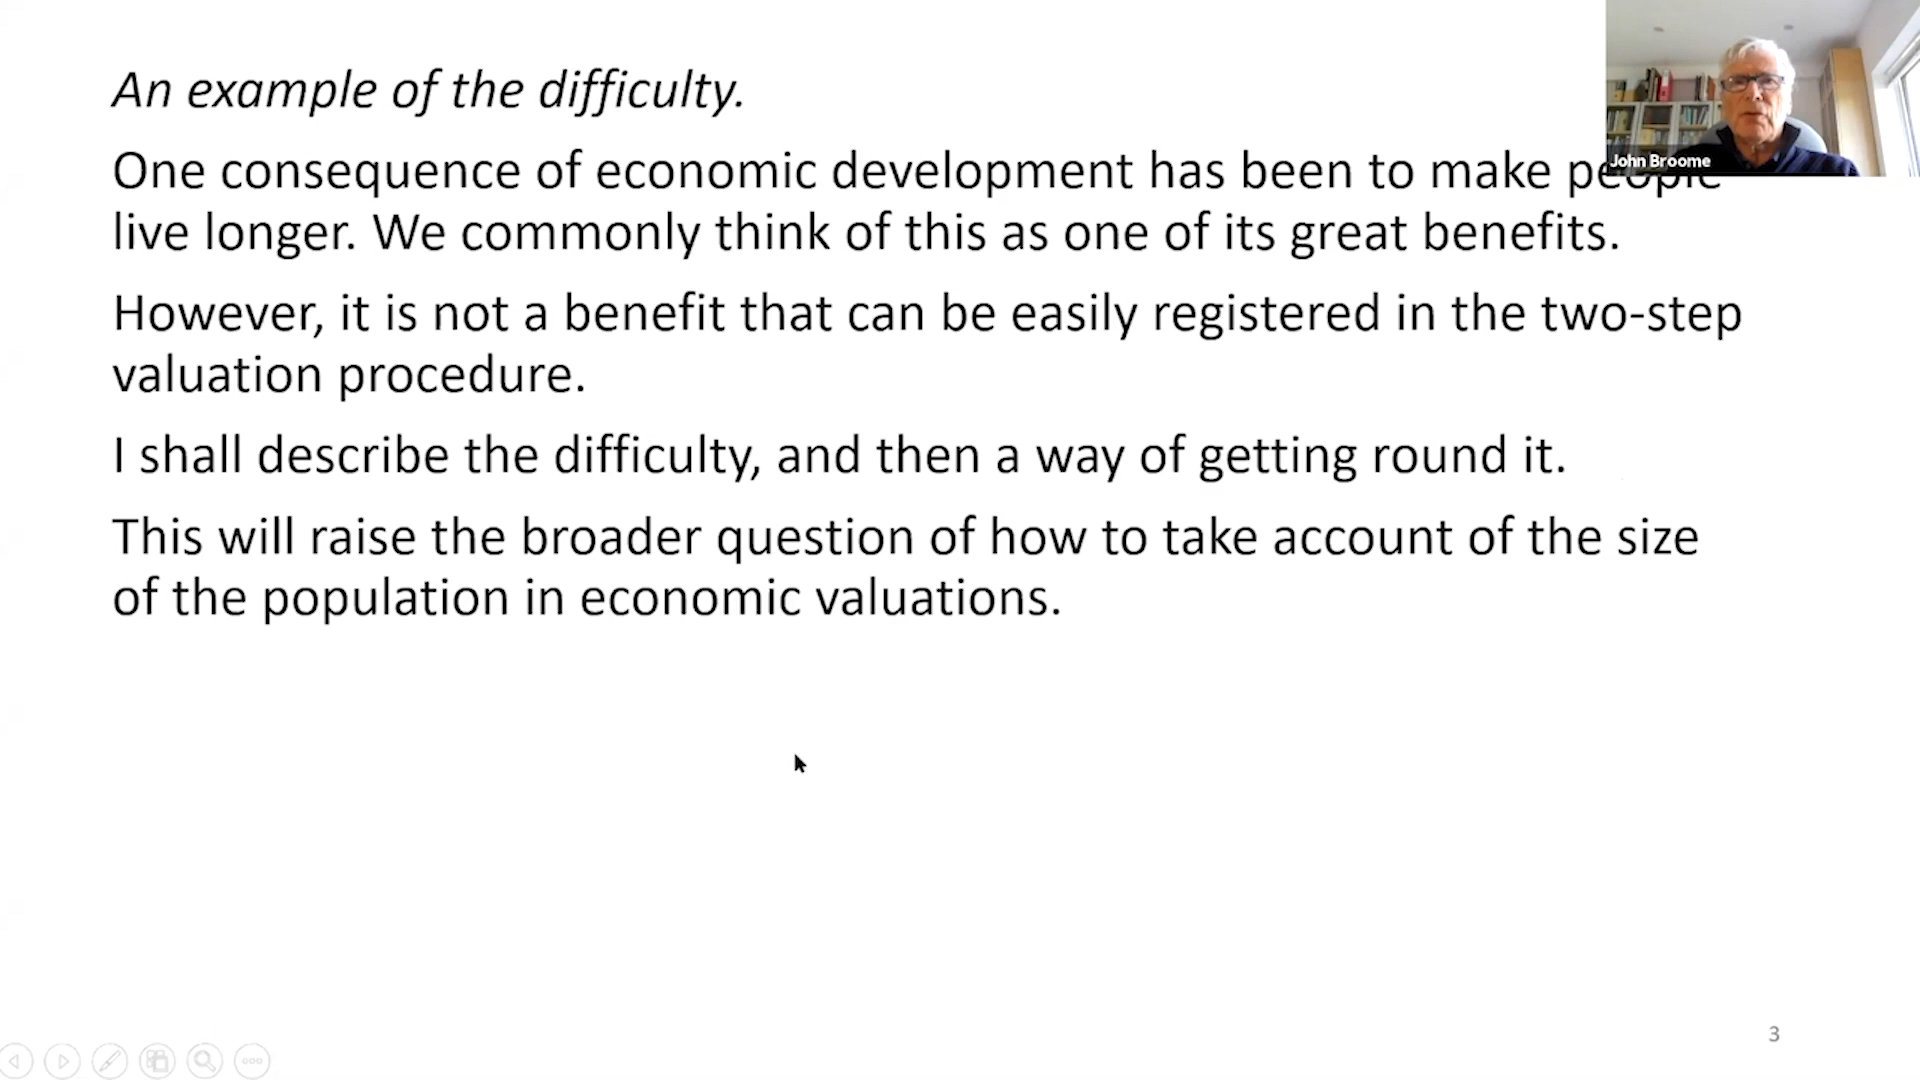 An example of the difficulty.
One consequence of economic development has been to make people
live longer. We commonly think of this as one of its great benefits.
However, it is not a benefit that can be easily registered in the two-step
valuation procedure.
I shall describe the difficulty, and then a way of getting round it.
This will raise the broader question of how to take account of the size
of the population in economic valuations.
John Broome
3